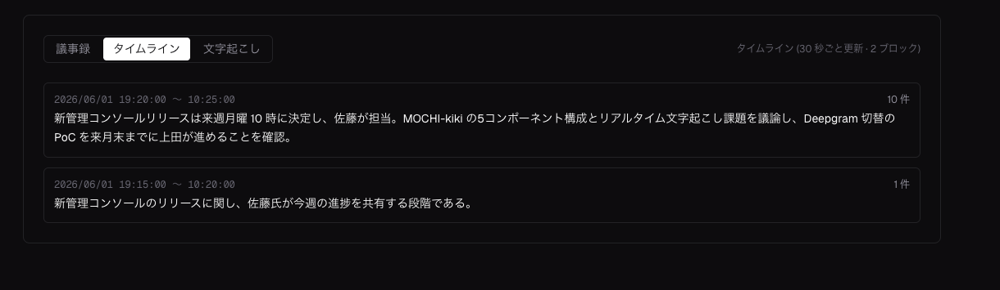 議事録 タイムライン 文字起こし タイムライン (30 秒ごと更新 · 2 ブロック)
2026/06/01 19:20:00 〜 10:25:00 10 件
新管理コンソールリリースは来週月曜 10 時に決定し、佐藤が担当。MOCHI-kiki の5コンポーネント構成とリアルタイム文字起こし課題を議論し、Deepgram 切替の
PoC を来月末までに上田が進めることを確認。
2026/06/01 19:15:00 〜 10:20:00 1 件
新管理コンソールのリリースに関し、佐藤氏が今週の進捗を共有する段階である。